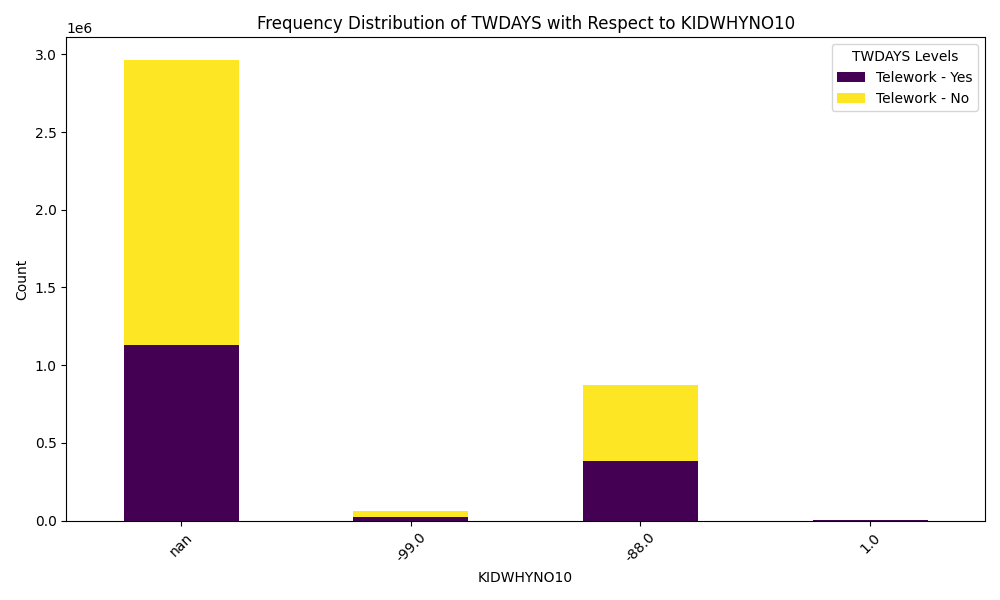 Frequency Distribution of TWDAYS with Respect to KIDWHYNO10
1e6
TWDAYS Levels
Telework - Yes
Telework - No
3.0
2.5
2.0
1.5
1.0
0.5
0.0
Count
nan
-99.0
-88.0
1.0
KIDWHYNO10